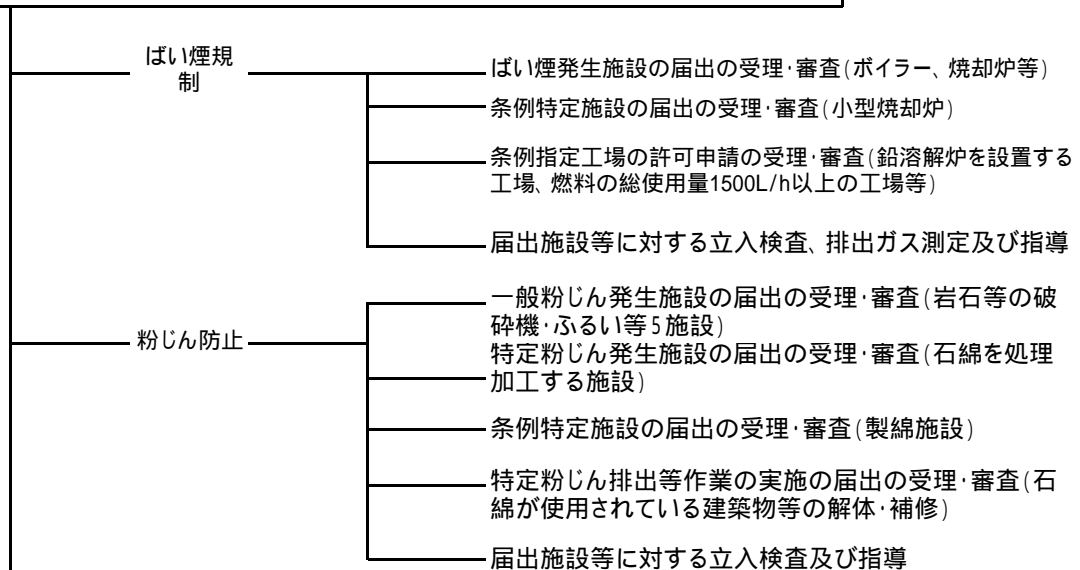 ばい煙規
制
ばい煙発生施設の届出の受理・審査(ボイラー、焼却炉等)
条例特定施設の届出の受理・審査(小型焼却炉)
条例指定工場の許可申請の受理・審査(鉛溶解炉を設置する
工場、燃料の総使用量1500L/h以上の工場等)
届出施設等に対する立入検査、排出ガス測定及び指導
粉じん防止
一般粉じん発生施設の届出の受理・審査(岩石等の破
砕機・ふるい等5施設)
特定粉じん発生施設の届出の受理・審査(石綿を処理
加工する施設)
条例特定施設の届出の受理・審査(製綿施設)
特定粉じん排出等作業の実施の届出の受理・審査(石
綿が使用されている建築物等の解体・補修)
届出施設等に対する立入検査及び指導